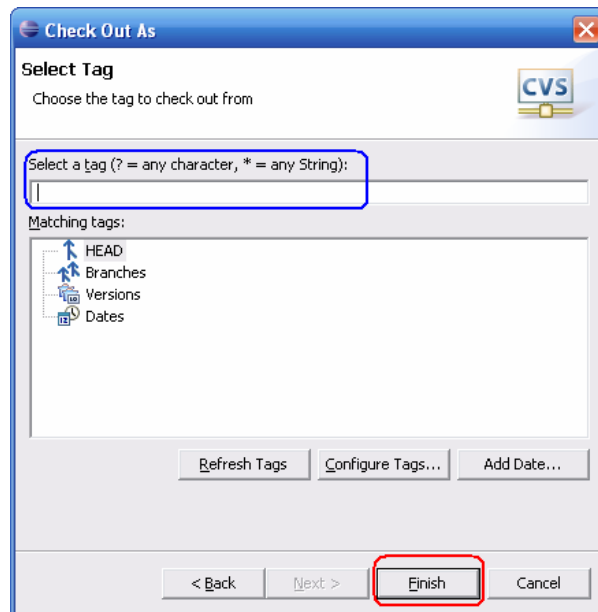 Check Out As
Select Tag
Choose the tag to check out from
CVS
Select a tag (? = any character, * = any String):
Matching tags:
HEAD
Branches
Versions
Dates
Refresh Tags Configure Tags... Add Date...
< Back Next > Finish Cancel